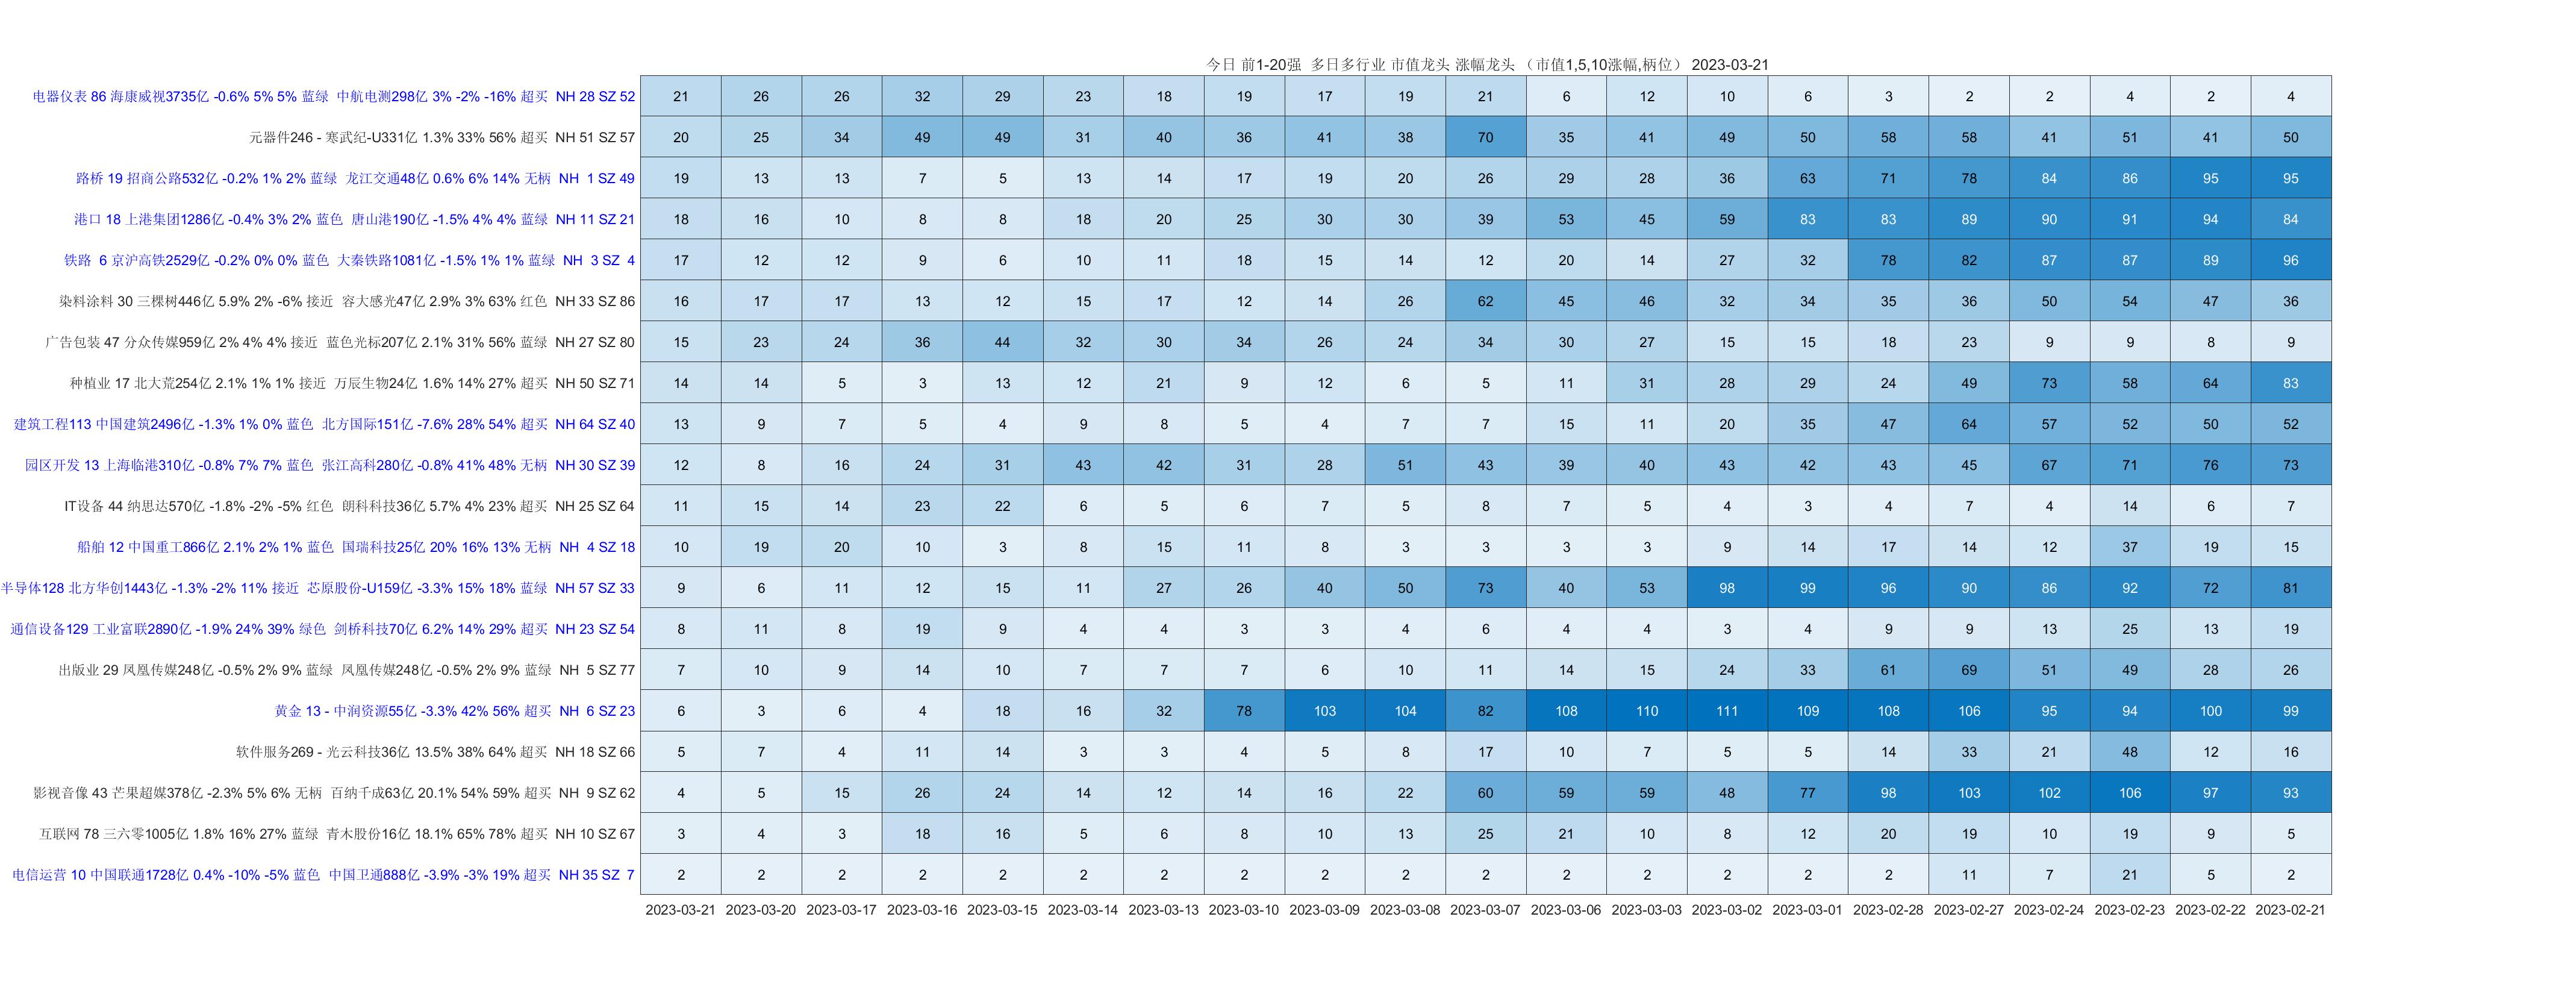 今日 前1-20强 多日多行业 市值龙头 涨幅龙头 （市值1,5,10涨幅,柄位） 2023-03-21
电器仪表 86 海康威视3735亿 -0.6% 5% 5% 蓝绿 中航电测298亿 3% -2% -16% 超买 NH 28 SZ 52 21 26 26 32 29 23 18 19 17 19 21 6 12 10 6 3 2 2 4 2 4
元器件246 - 寒武纪-U331亿 1.3% 33% 56% 超买 NH 51 SZ 57 20 25 34 49 49 31 40 36 41 38 70 35 41 49 50 58 58 41 51 41 50
路桥 19 招商公路532亿 -0.2% 1% 2% 蓝绿 龙江交通48亿 0.6% 6% 14% 无柄 NH 1 SZ 49 19 13 13 7 5 13 14 17 19 20 26 29 28 36 63 71 78 84 86 95 95
港口 18 上港集团1286亿 -0.4% 3% 2% 蓝色 唐山港190亿 -1.5% 4% 4% 蓝绿 NH 11 SZ 21 18 16 10 8 8 18 20 25 30 30 39 53 45 59 83 83 89 90 91 94 84
铁路 6 京沪高铁2529亿 -0.2% 0% 0% 蓝色 大秦铁路1081亿 -1.5% 1% 1% 蓝绿 NH 3 SZ 4 17 12 12 9 6 10 11 18 15 14 12 20 14 27 32 78 82 87 87 89 96
染料涂料 30 三棵树446亿 5.9% 2% -6% 接近 容大感光47亿 2.9% 3% 63% 红色 NH 33 SZ 86 16 17 17 13 12 15 17 12 14 26 62 45 46 32 34 35 36 50 54 47 36
广告包装 47 分众传媒959亿 2% 4% 4% 接近 蓝色光标207亿 2.1% 31% 56% 蓝绿 NH 27 SZ 80 15 23 24 36 44 32 30 34 26 24 34 30 27 15 15 18 23 9 9 8 9
种植业 17 北大荒254亿 2.1% 1% 1% 接近 万辰生物24亿 1.6% 14% 27% 超买 NH 50 SZ 71 14 14 5 3 13 12 21 9 12 6 5 11 31 28 29 24 49 73 58 64 83
建筑工程113 中国建筑2496亿 -1.3% 1% 0% 蓝色 北方国际151亿 -7.6% 28% 54% 超买 NH 64 SZ 40 13 9 7 5 4 9 8 5 4 7 7 15 11 20 35 47 64 57 52 50 52
园区开发 13 上海临港310亿 -0.8% 7% 7% 蓝色 张江高科280亿 -0.8% 41% 48% 无柄 NH 30 SZ 39 12 8 16 24 31 43 42 31 28 51 43 39 40 43 42 43 45 67 71 76 73
IT设备 44 纳思达570亿 -1.8% -2% -5% 红色 朗科科技36亿 5.7% 4% 23% 超买 NH 25 SZ 64 11 15 14 23 22 6 5 6 7 5 8 7 5 4 3 4 7 4 14 6 7
船舶 12 中国重工866亿 2.1% 2% 1% 蓝色 国瑞科技25亿 20% 16% 13% 无柄 NH 4 SZ 18 10 19 20 10 3 8 15 11 8 3 3 3 3 9 14 17 14 12 37 19 15
半导体128 北方华创1443亿 -1.3% -2% 11% 接近 芯原股份-U159亿 -3.3% 15% 18% 蓝绿 NH 57 SZ 33 9 6 11 12 15 11 27 26 40 50 73 40 53 98 99 96 90 86 92 72 81
通信设备129 工业富联2890亿 -1.9% 24% 39% 绿色 剑桥科技70亿 6.2% 14% 29% 超买 NH 23 SZ 54 8 11 8 19 9 4 4 3 3 4 6 4 4 3 4 9 9 13 25 13 19
出版业 29 凤凰传媒248亿 -0.5% 2% 9% 蓝绿 凤凰传媒248亿 -0.5% 2% 9% 蓝绿 NH 5 SZ 77 7 10 9 14 10 7 7 7 6 10 11 14 15 24 33 61 69 51 49 28 26
黄金 13 - 中润资源55亿 -3.3% 42% 56% 超买 NH 6 SZ 23 6 3 6 4 18 16 32 78 103 104 82 108 110 111 109 108 106 95 94 100 99
软件服务269 - 光云科技36亿 13.5% 38% 64% 超买 NH 18 SZ 66 5 7 4 11 14 3 3 4 5 8 17 10 7 5 5 14 33 21 48 12 16
影视音像 43 芒果超媒378亿 -2.3% 5% 6% 无柄 百纳千成63亿 20.1% 54% 59% 超买 NH 9 SZ 62 4 5 15 26 24 14 12 14 16 22 60 59 59 48 77 98 103 102 106 97 93
互联网 78 三六零1005亿 1.8% 16% 27% 蓝绿 青木股份16亿 18.1% 65% 78% 超买 NH 10 SZ 67 3 4 3 18 16 5 6 8 10 13 25 21 10 8 12 20 19 10 19 9 5
电信运营 10 中国联通1728亿 0.4% -10% -5% 蓝色 中国卫通888亿 -3.9% -3% 19% 超买 NH 35 SZ 7 2 2 2 2 2 2 2 2 2 2 2 2 2 2 2 2 11 7 21 5 2
2023-03-21 2023-03-20 2023-03-17 2023-03-16 2023-03-15 2023-03-14 2023-03-13 2023-03-10 2023-03-09 2023-03-08 2023-03-07 2023-03-06 2023-03-03 2023-03-02 2023-03-01 2023-02-28 2023-02-27 2023-02-24 2023-02-23 2023-02-22 2023-02-21